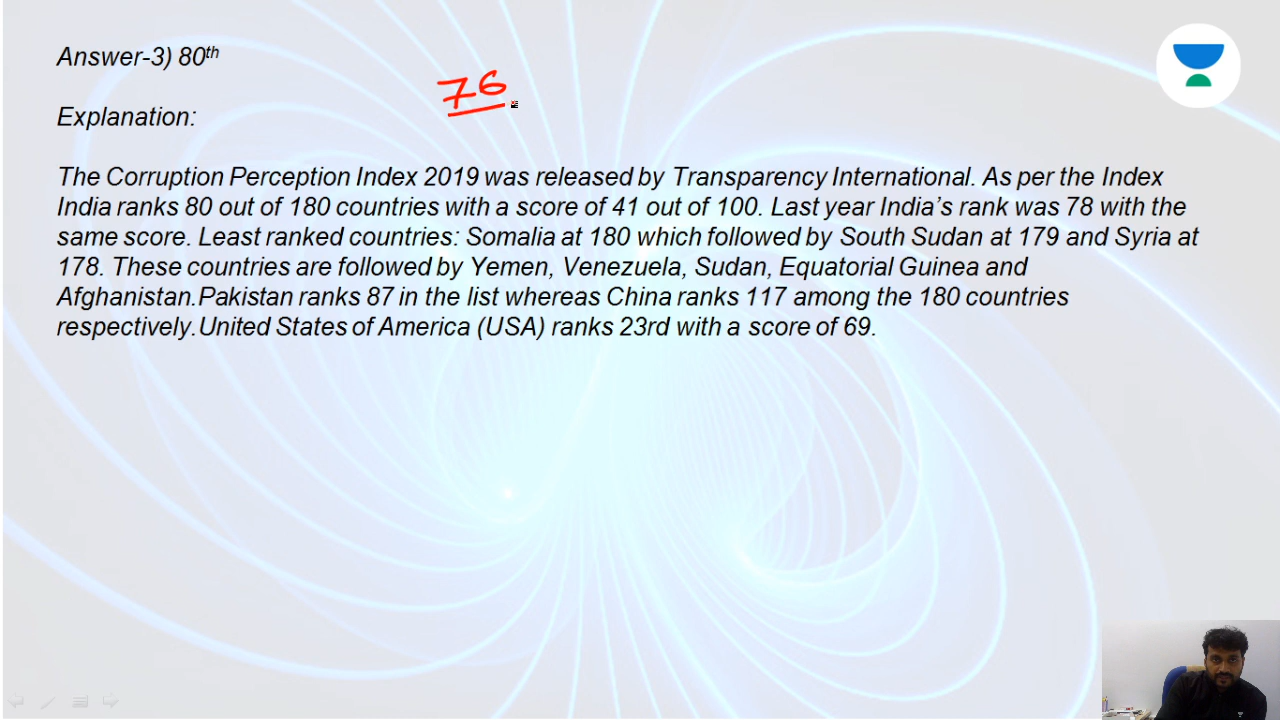 Answer-3) 80th
76
Explanation:
The Corruption Perception Index 2019 was released by Transparency International. As per the Index
India ranks 80 out of 180 countries with a score of 41 out of 100. Last year India's rank was 78 with the
same score. Least ranked countries: Somalia at 180 which followed by South Sudan at 179 and Syria at
178. These countries are followed by Yemen, Venezuela, Sudan, Equatorial Guinea and
Afghanistan.Pakistan ranks 87 in the list whereas China ranks 117 among the 180 countries
respectively.United States of America (USA) ranks 23rd with a score of 69.